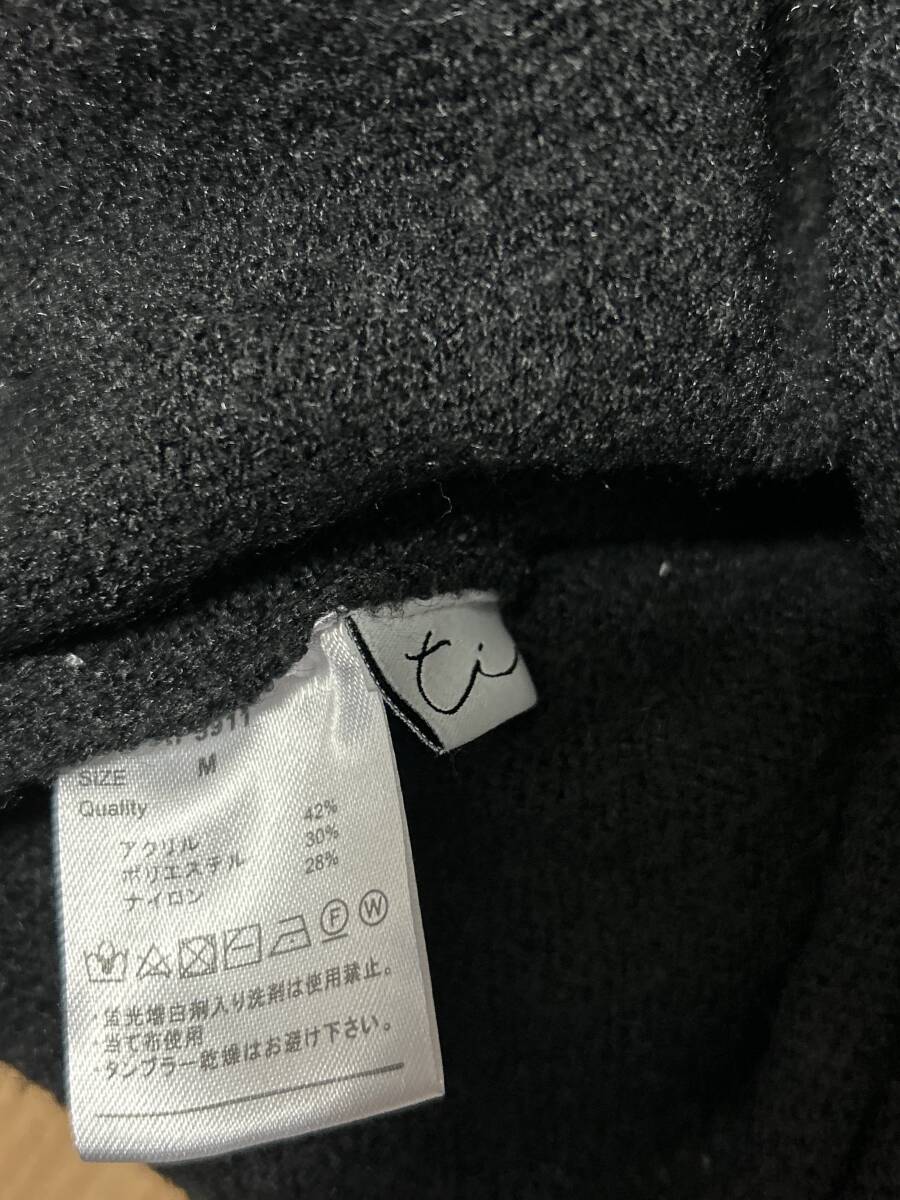 ti
9911
SIZE M
Quality
アクリル 42%
ポリエステル 30%
ナイロン 28%
F W
・蛍光増白剤入り洗剤は使用禁止。
・当て布使用
・タンブラー乾燥はお避け下さい。